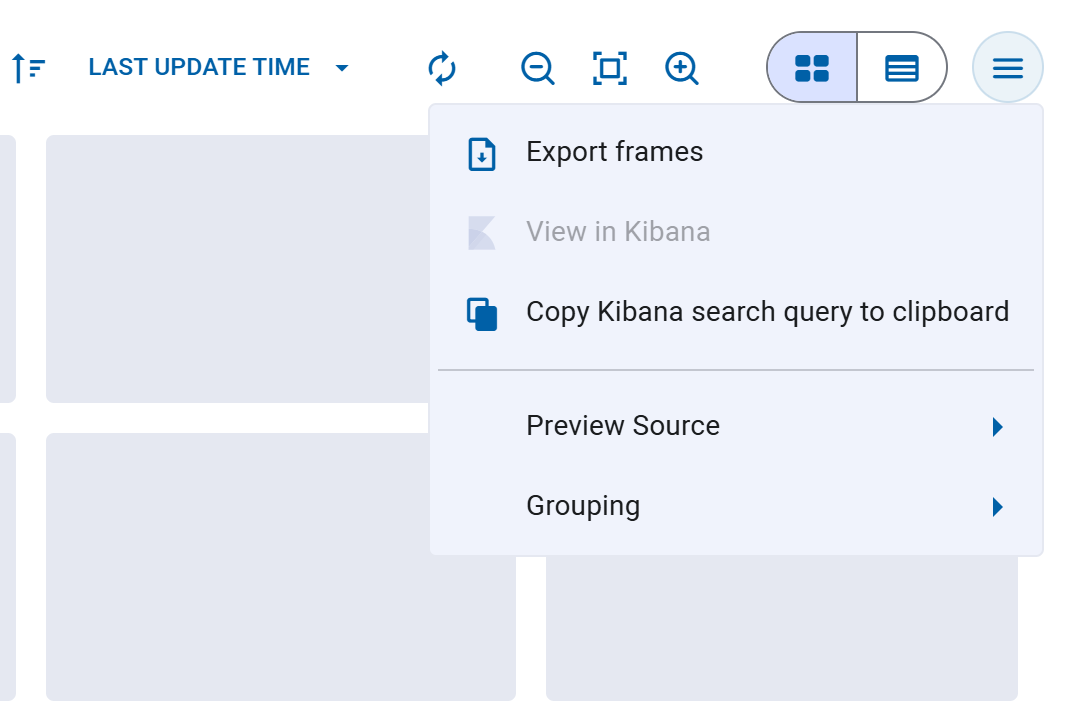 LAST UPDATE TIME
Export frames
View in Kibana
Copy Kibana search query to clipboard
Preview Source
Grouping